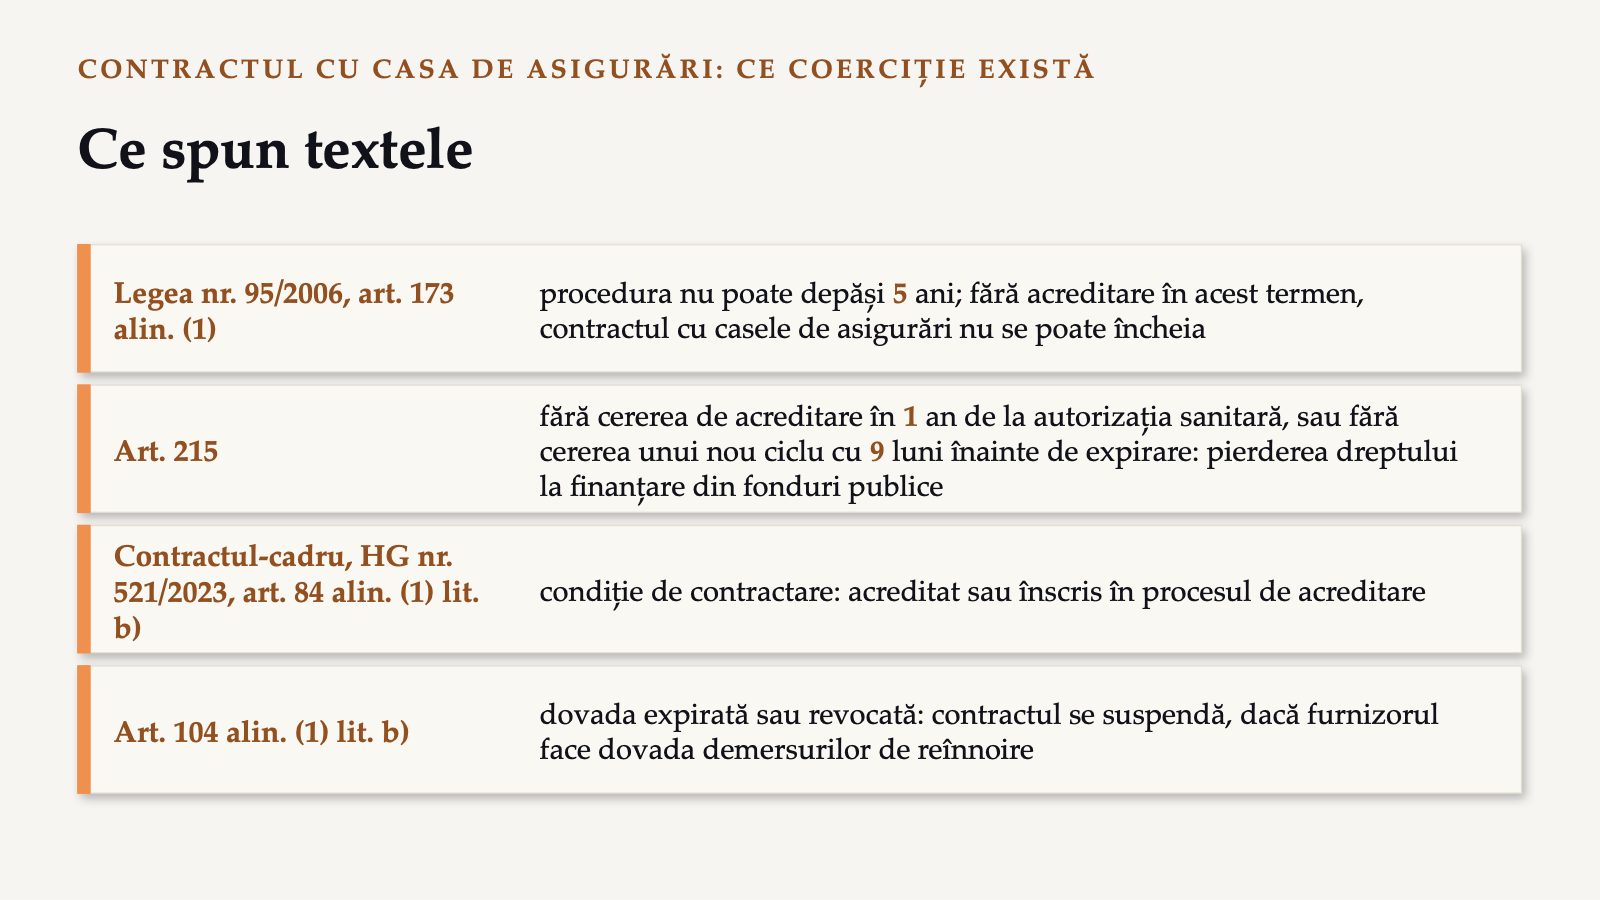 CONTRACTUL CU CASA DE ASIGURĂRI: CE COERCIȚIE EXISTĂ
Ce spun textele
Legea nr. 95/2006, art. 173
alin. (1)
procedura nu poate depăși 5 ani; fără acreditare în acest termen,
contractul cu casele de asigurări nu se poate încheia
Art. 215
fără cererea de acreditare în 1 an de la autorizația sanitară, sau fără
cererea unui nou ciclu cu 9 luni înainte de expirare: pierderea dreptului
la finanțare din fonduri publice
Contractul-cadru, HG nr.
521/2023, art. 84 alin. (1) lit.
b)
condiție de contractare: acreditat sau înscris în procesul de acreditare
Art. 104 alin. (1) lit. b)
dovada expirată sau revocată: contractul se suspendă, dacă furnizorul
face dovada demersurilor de reînnoire